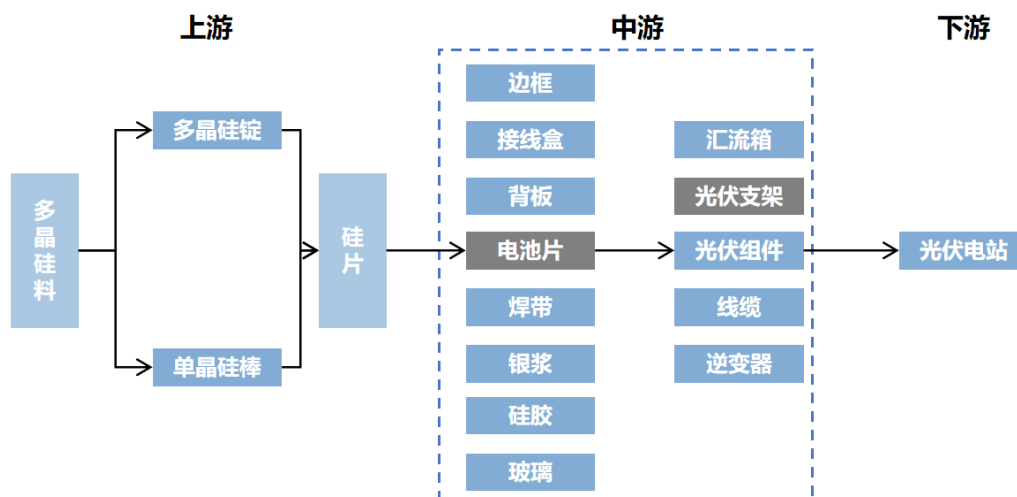 上游
中游
下游
多晶硅料
多晶硅锭
单晶硅棒
硅片
边框
接线盒
背板
电池片
焊带
银浆
硅胶
玻璃
汇流箱
光伏支架
光伏组件
线缆
逆变器
光伏电站